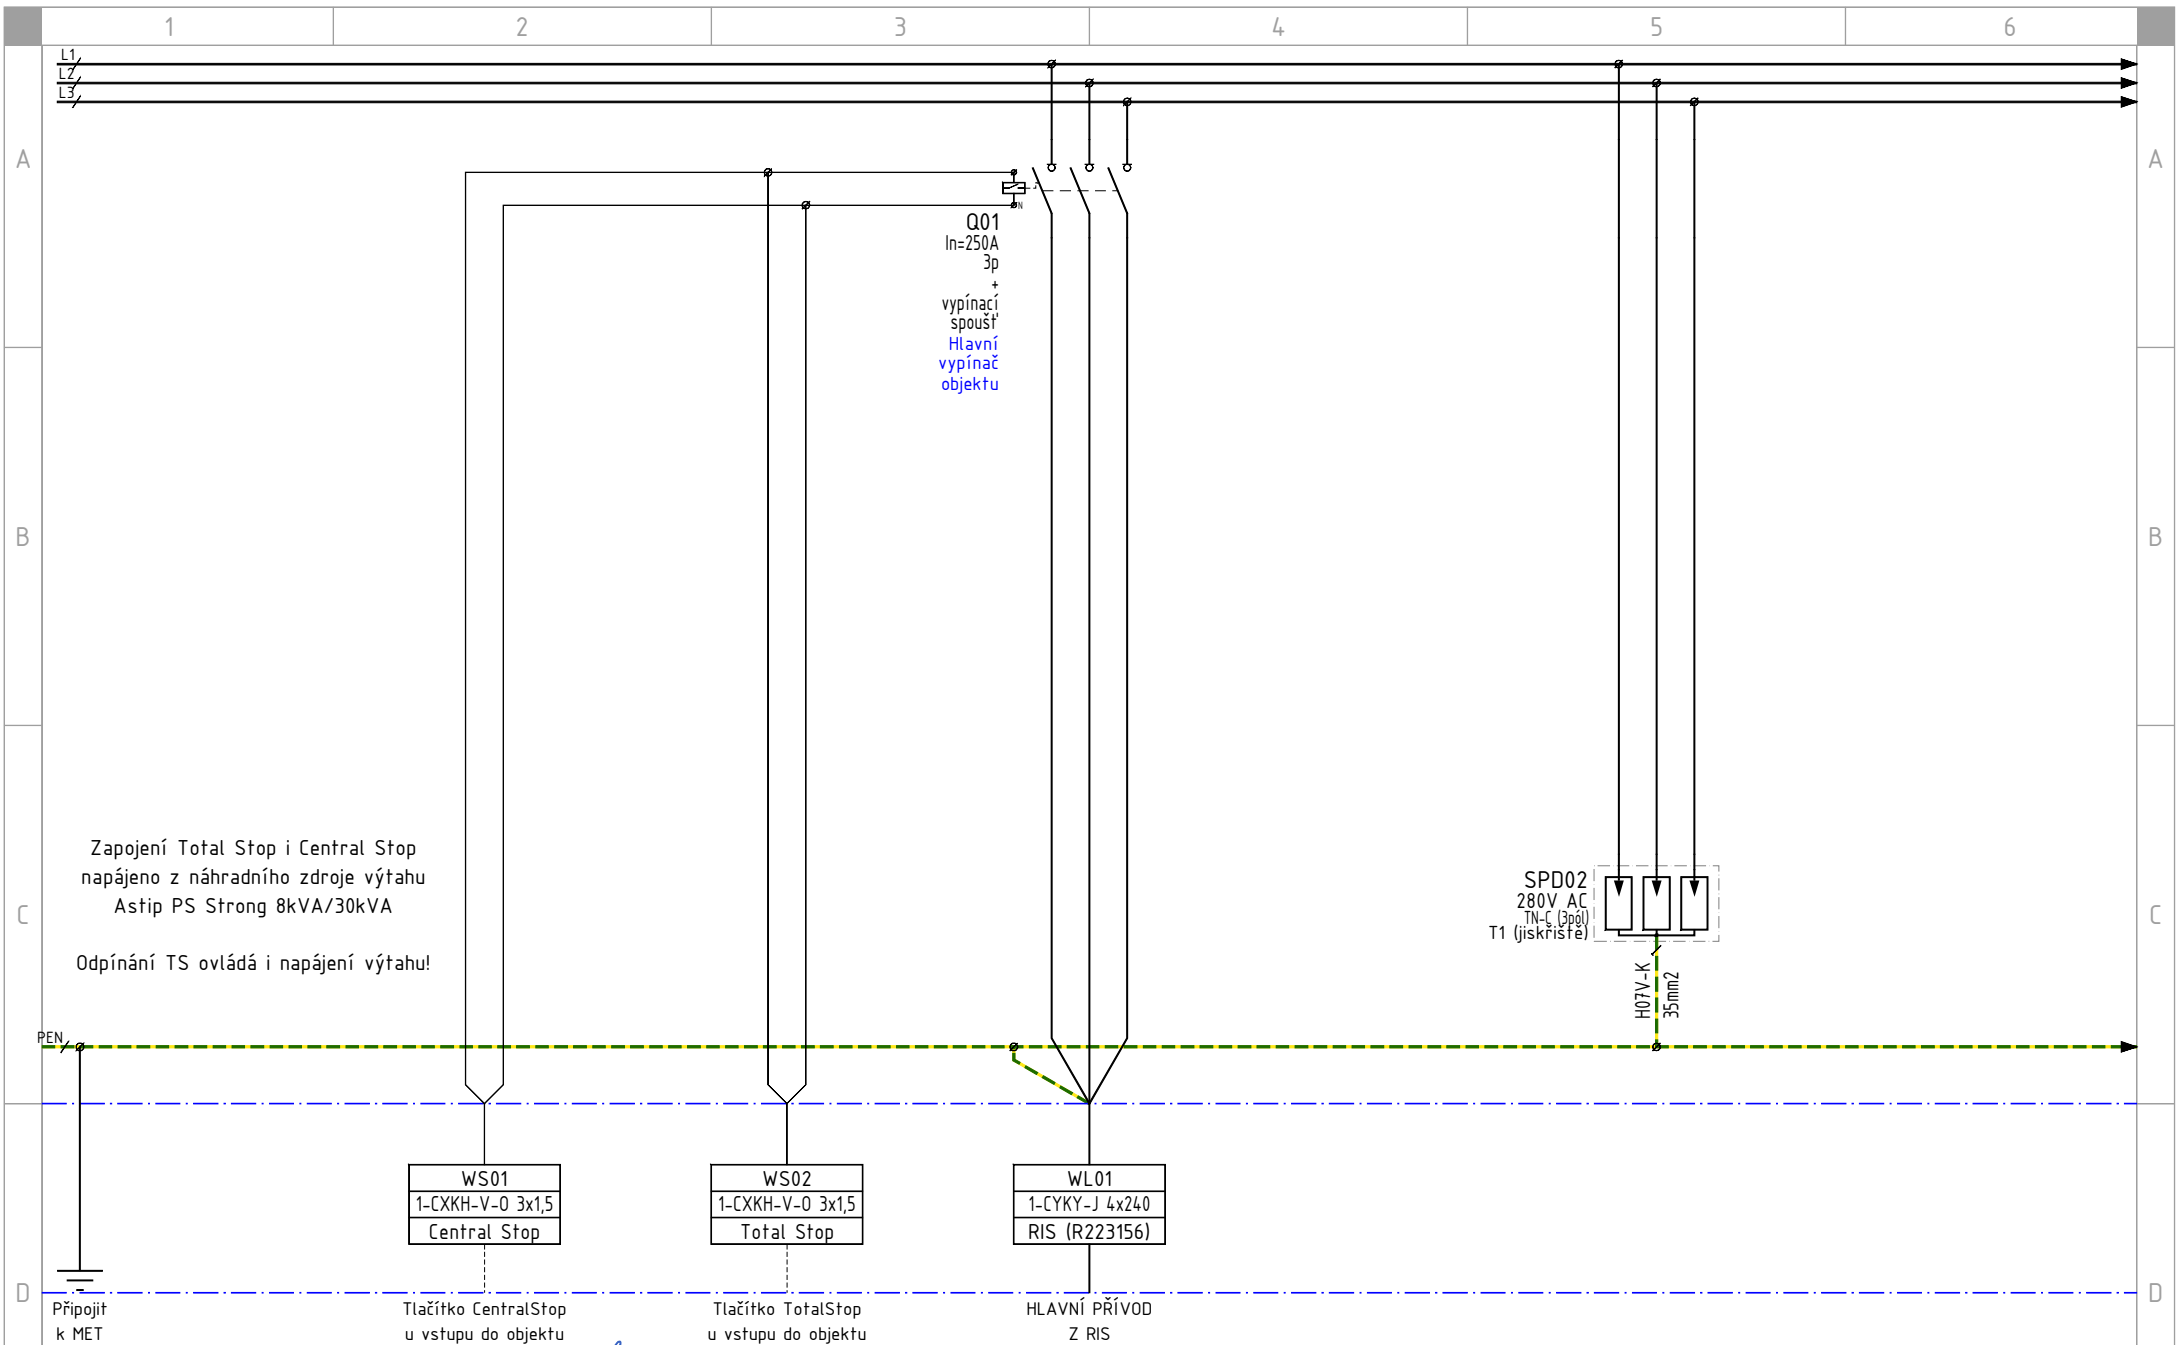 1 2 3 4 5 6
L1
L2
L3
A A
N
Q01
In=250A
3p
+
vypínací
spoušť
Hlavní
vypínač
objektu
B B
Zapojení Total Stop i Central Stop
napájeno z náhradního zdroje výtahu
Astip PS Strong 8kVA/30kVA
Odpínání TS ovládá i napájení výtahu!
SPD02
280V AC
TN-C (3pól)
T1 (jiskřiště)
C C
H07V-K
35mm2
PEN
WS01
1-CXKH-V-O 3x1,5
Central Stop
WS02
1-CXKH-V-O 3x1,5
Total Stop
WL01
1-CYKY-J 4x240
RIS (R223156)
D D
Připojit
k MET
Tlačítko CentralStop
u vstupu do objektu
Tlačítko TotalStop
u vstupu do objektu
HLAVNÍ PŘÍVOD
Z RIS